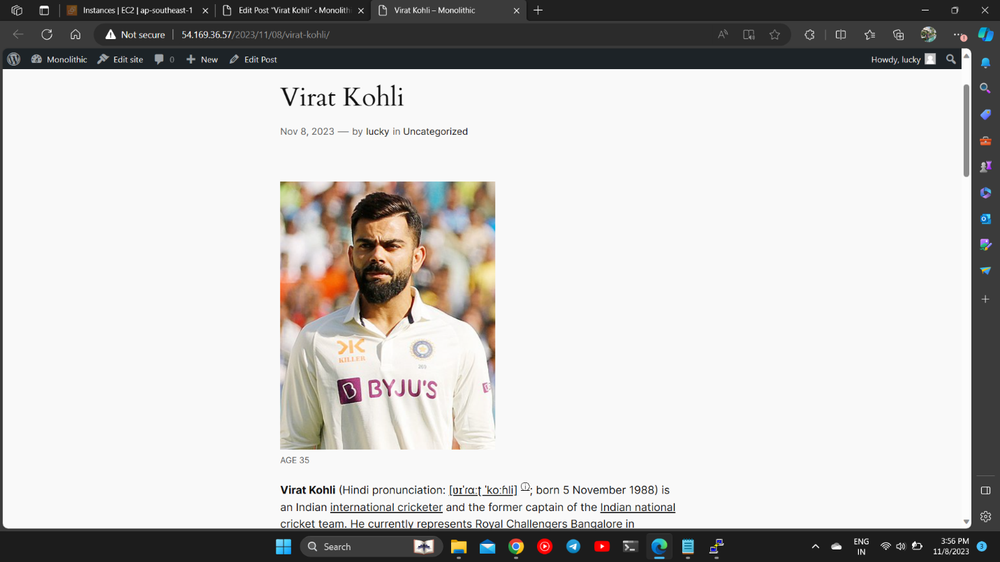 Instances | EC2 | ap-southeast-1
Edit Post “Virat Kohli” ‹ Monolith
Virat Kohli – Monolithic
Not secure
54.169.36.57/2023/11/08/virat-kohli/
Monolithic
Edit site
0
New
Edit Post
Howdy, lucky
Virat Kohli
Nov 8, 2023 — by lucky in Uncategorized
KILLER
269
BYJU'S
AGE 35
Virat Kohli (Hindi pronunciation: [ʋɪˈɾɑːʈ ˈkoːɦli] ⓘ; born 5 November 1988) is
an Indian international cricketer and the former captain of the Indian national
cricket team. He currently represents Royal Challengers Bangalore in
Search
ENG
IN
3:56 PM
11/8/2023
3